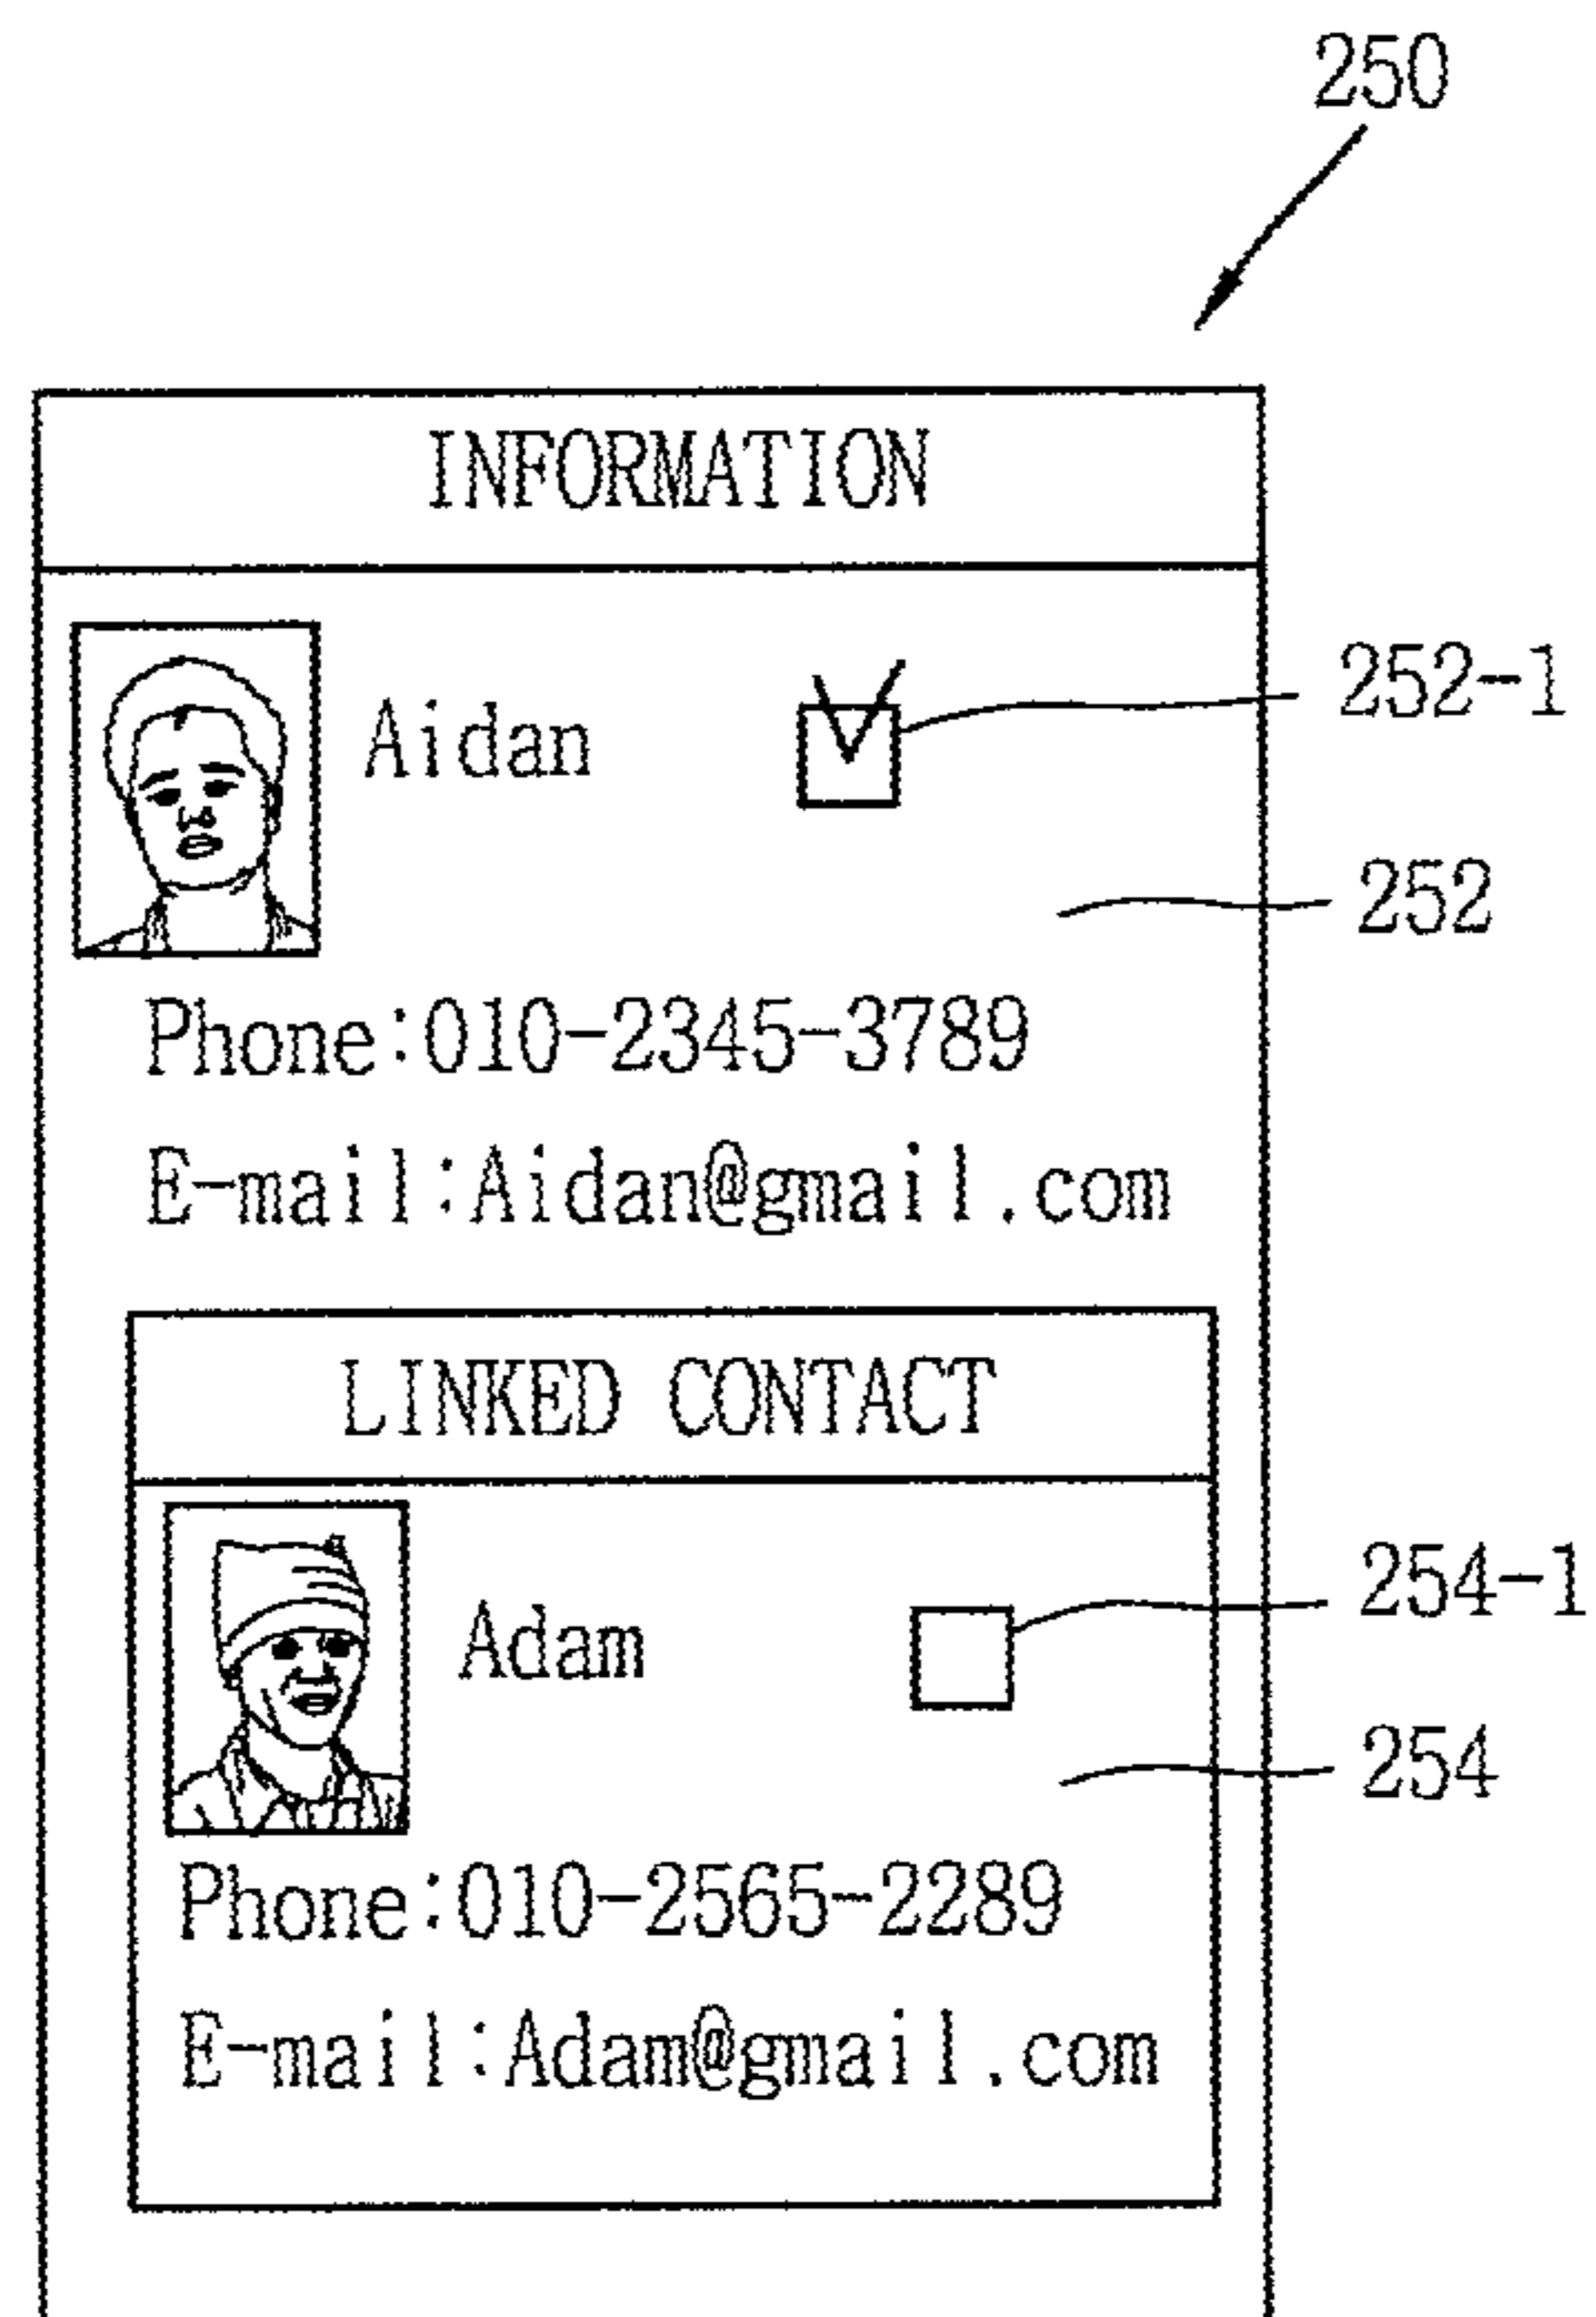 250
INFORMATION
Aidan
252-1
252
Phone:010-2345-3789
E-mail:Aidan@gmail.com
LINKED CONTACT
Adam
254-1
254
Phone:010-2565-2289
E-mail:Adam@gmail.com